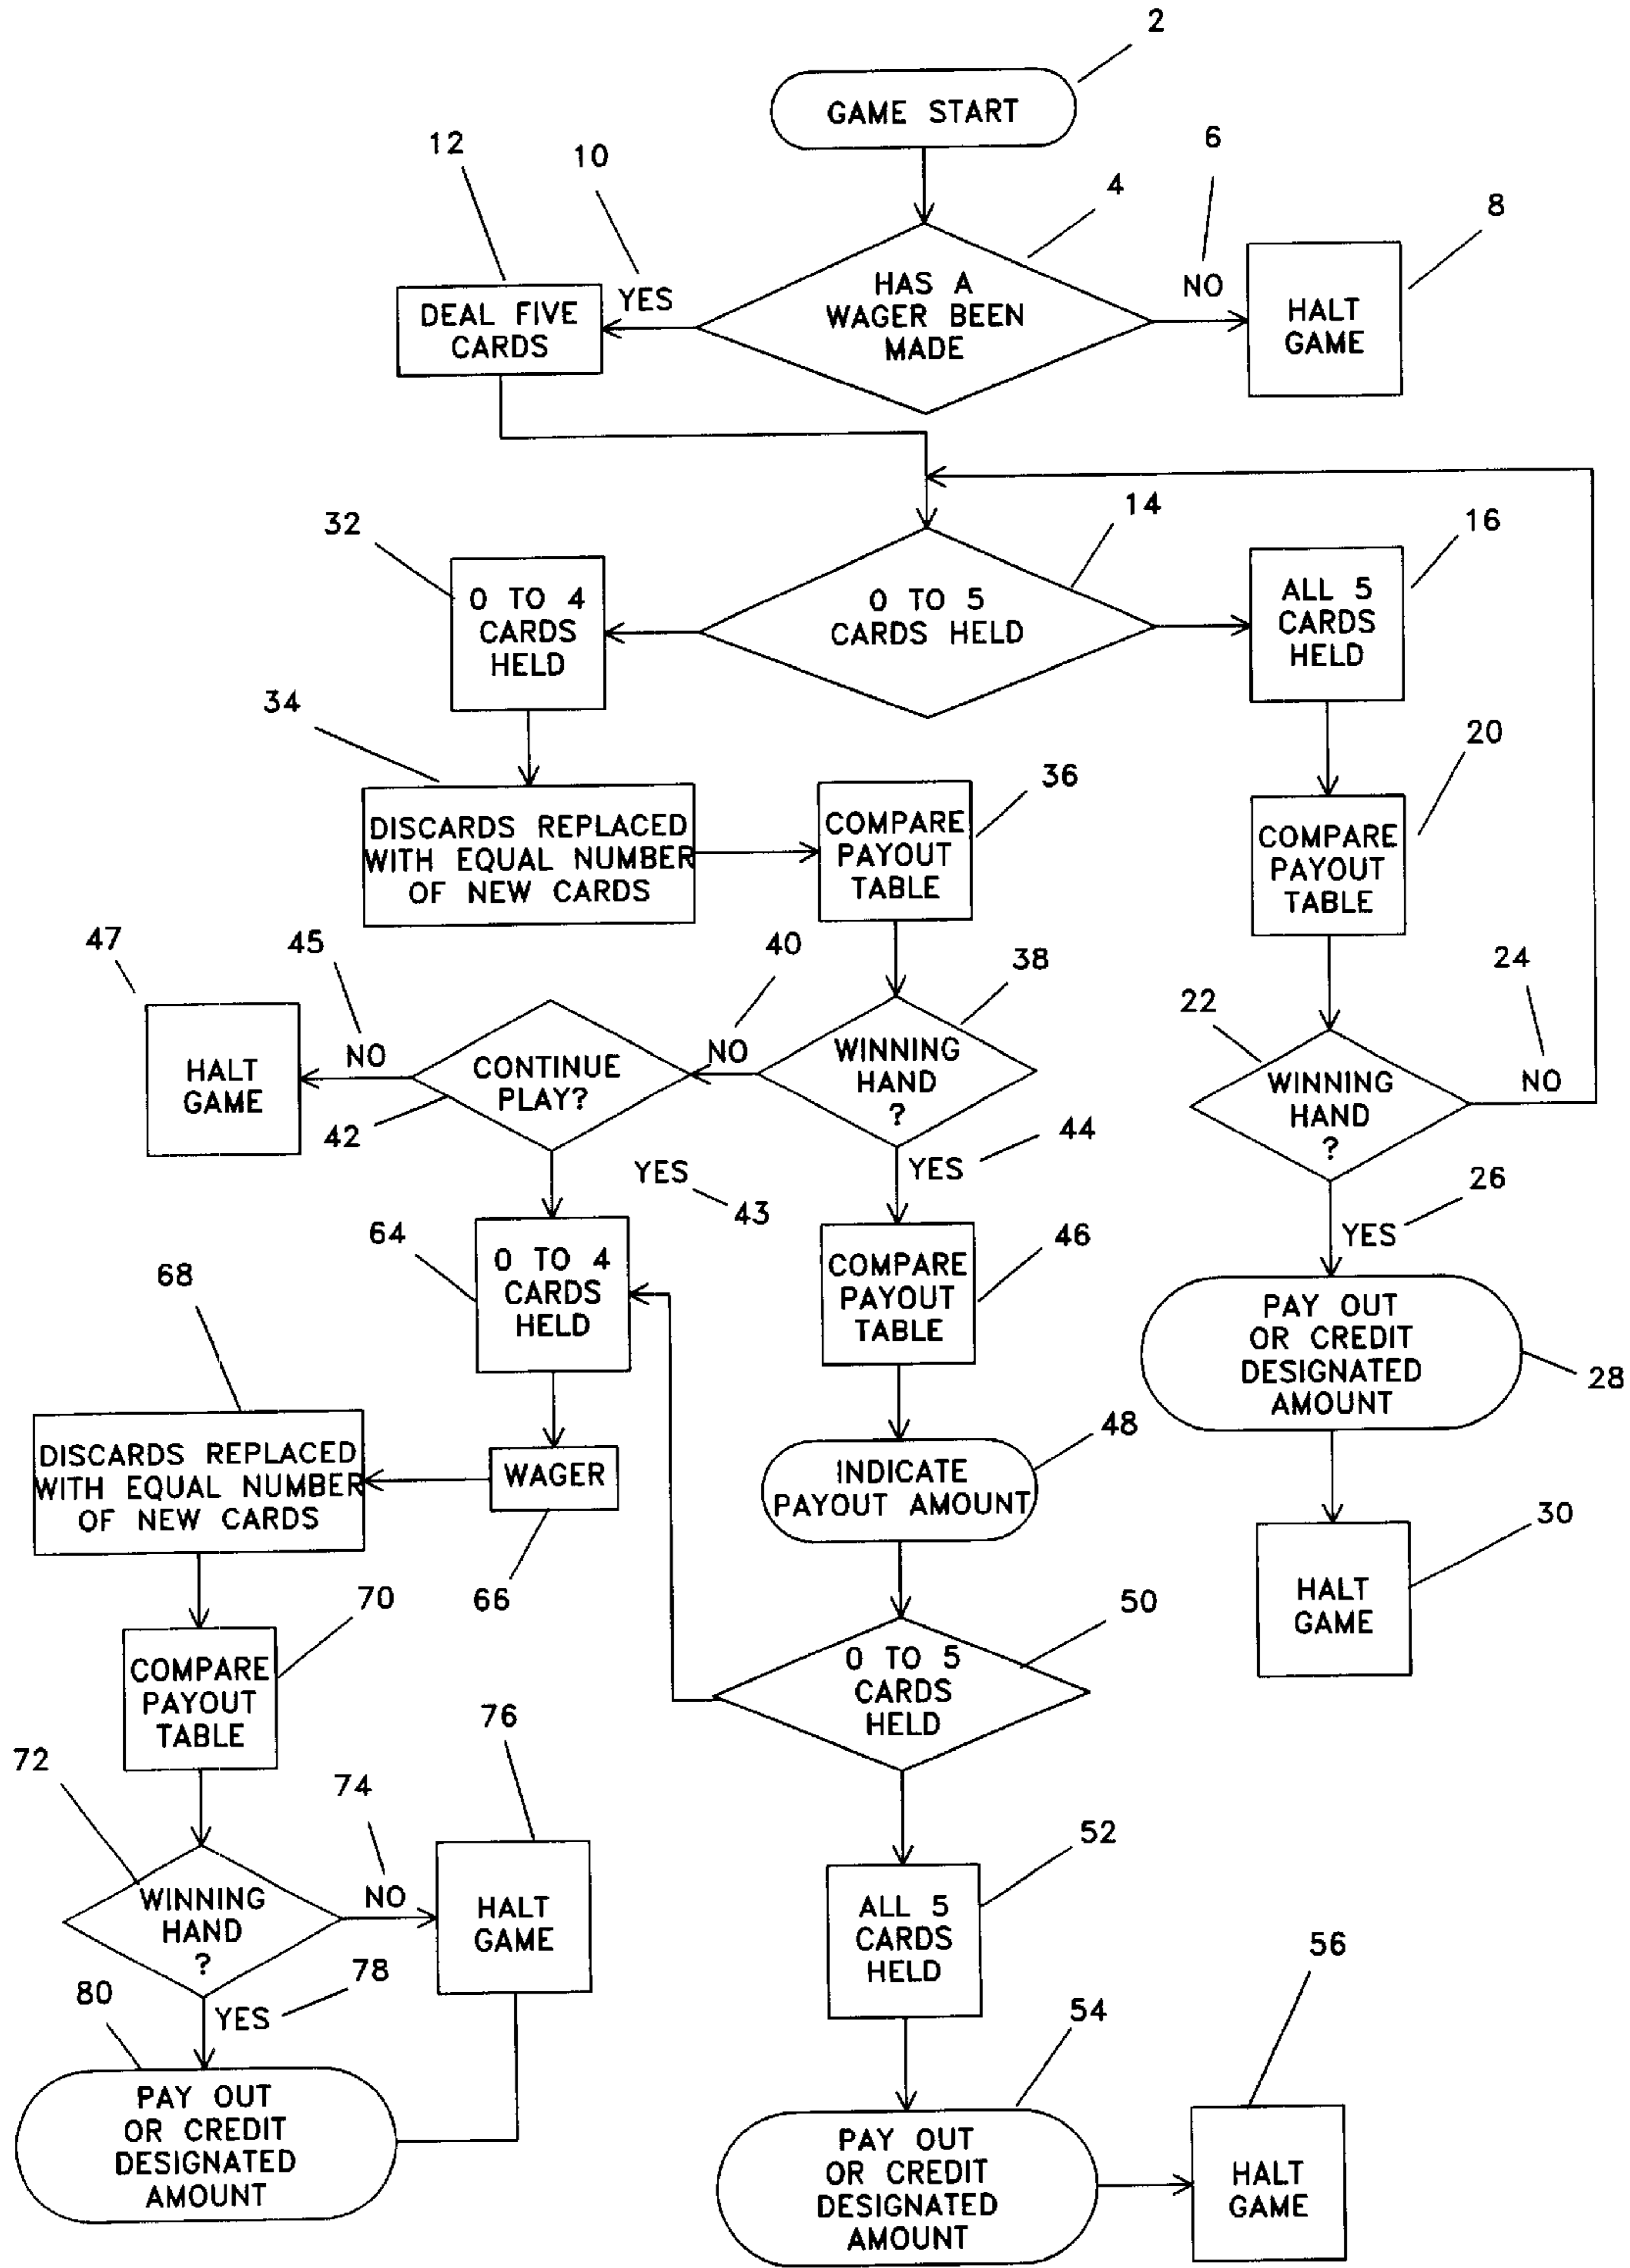 2
GAME START
12
10
6
4
8
YES
HAS A
WAGER BEEN
MADE
NO
HALT
GAME
DEAL FIVE
CARDS
32
14
16
0 TO 4
CARDS
HELD
0 TO 5
CARDS HELD
ALL 5
CARDS
HELD
34
20
36
DISCARDS REPLACED
WITH EQUAL NUMBER
OF NEW CARDS
COMPARE
PAYOUT
TABLE
COMPARE
PAYOUT
TABLE
47
45
40
38
24
22
HALT
GAME
NO
CONTINUE
PLAY?
NO
WINNING
HAND
?
WINNING
HAND
?
NO
42
44
YES
43
YES
26
YES
64
46
0 TO 4
CARDS
HELD
COMPARE
PAYOUT
TABLE
PAY OUT
OR CREDIT
DESIGNATED
AMOUNT
28
68
48
DISCARDS REPLACED
WITH EQUAL NUMBER
OF NEW CARDS
WAGER
INDICATE
PAYOUT AMOUNT
66
30
HALT
GAME
70
50
COMPARE
PAYOUT
TABLE
0 TO 5
CARDS
HELD
76
72
74
52
WINNING
HAND
?
NO
HALT
GAME
ALL 5
CARDS
HELD
56
80
YES
78
54
PAY OUT
OR CREDIT
DESIGNATED
AMOUNT
PAY OUT
OR CREDIT
DESIGNATED
AMOUNT
HALT
GAME